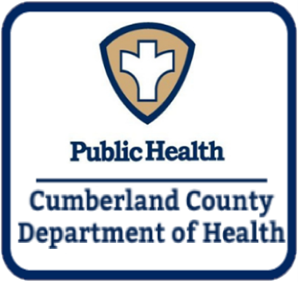 Public Health
Cumberland County
Department of Health